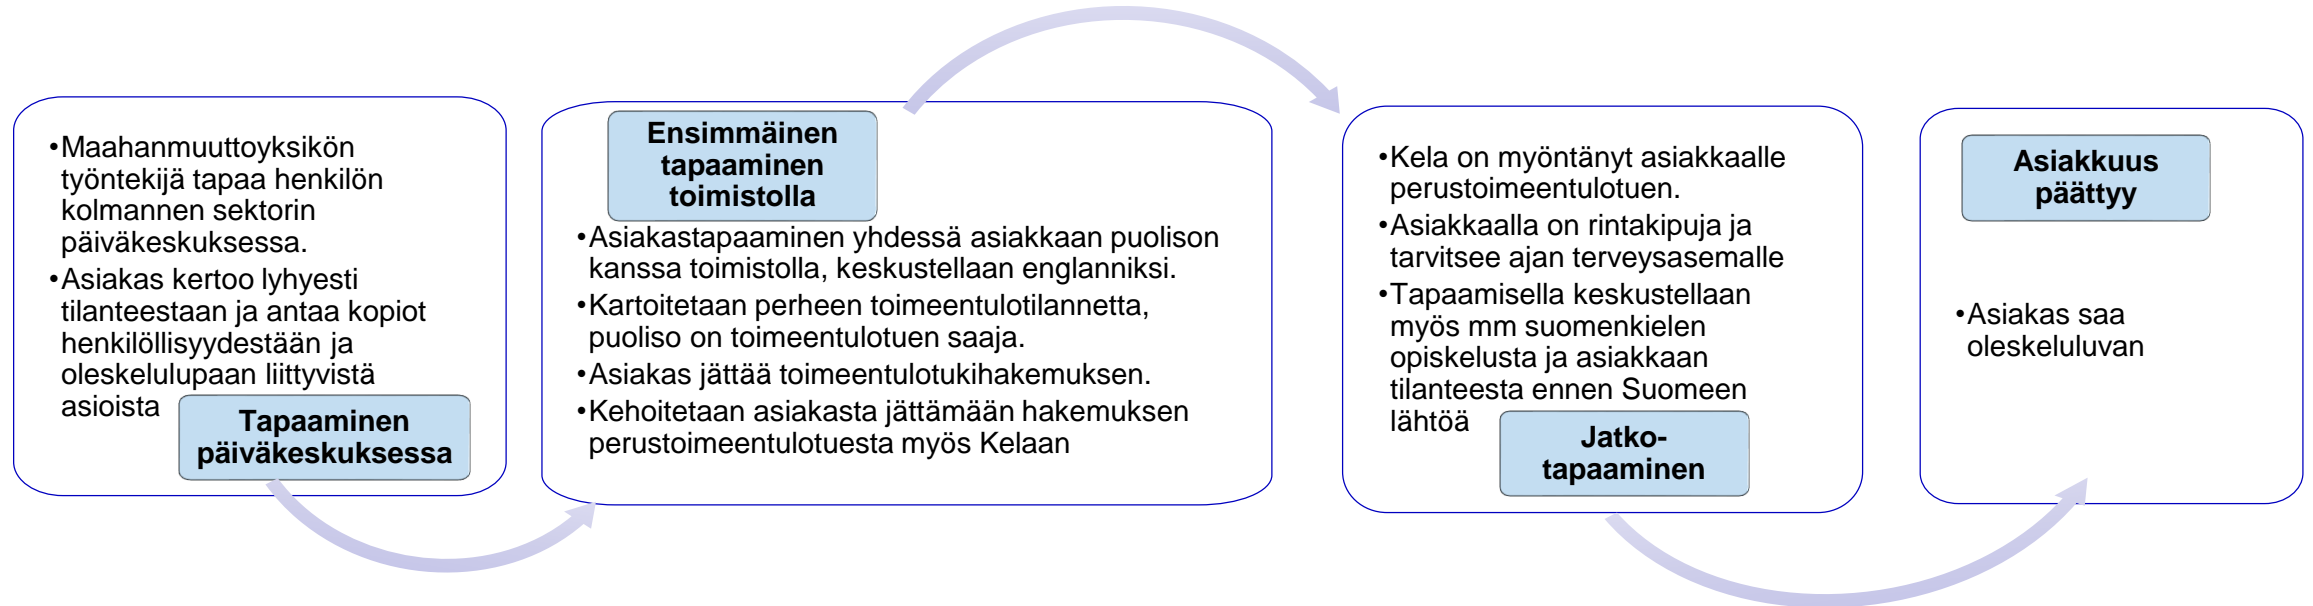 •Maahanmuuttoyksikön
työntekijä tapaa henkilön
kolmannen sektorin
päiväkeskuksessa.
•Asiakas kertoo lyhyesti
tilanteestaan ja antaa kopiot
henkilöllisyydestään ja
oleskelulupaan liittyvistä
asioista
Tapaaminen
päiväkeskuksessa
Ensimmäinen
tapaaminen
toimistolla
•Asiakastapaaminen yhdessä asiakkaan puolison
kanssa toimistolla, keskustellaan englanniksi.
•Kartoitetaan perheen toimeentulotilannetta,
puoliso on toimeentulotuen saaja.
•Asiakas jättää toimeentulotukihakemuksen.
•Kehoitetaan asiakasta jättämään hakemuksen
perustoimeentulotuesta myös Kelaan
•Kela on myöntänyt asiakkaalle
perustoimeentulotuen.
•Asiakkaalla on rintakipuja ja
tarvitsee ajan terveysasemalle
•Tapaamisella keskustellaan
myös mm suomenkielen
opiskelusta ja asiakkaan
tilanteesta ennen Suomeen
lähtöä
Jatko-
tapaaminen
Asiakkuus
päättyy
•Asiakas saa
oleskeluluvan